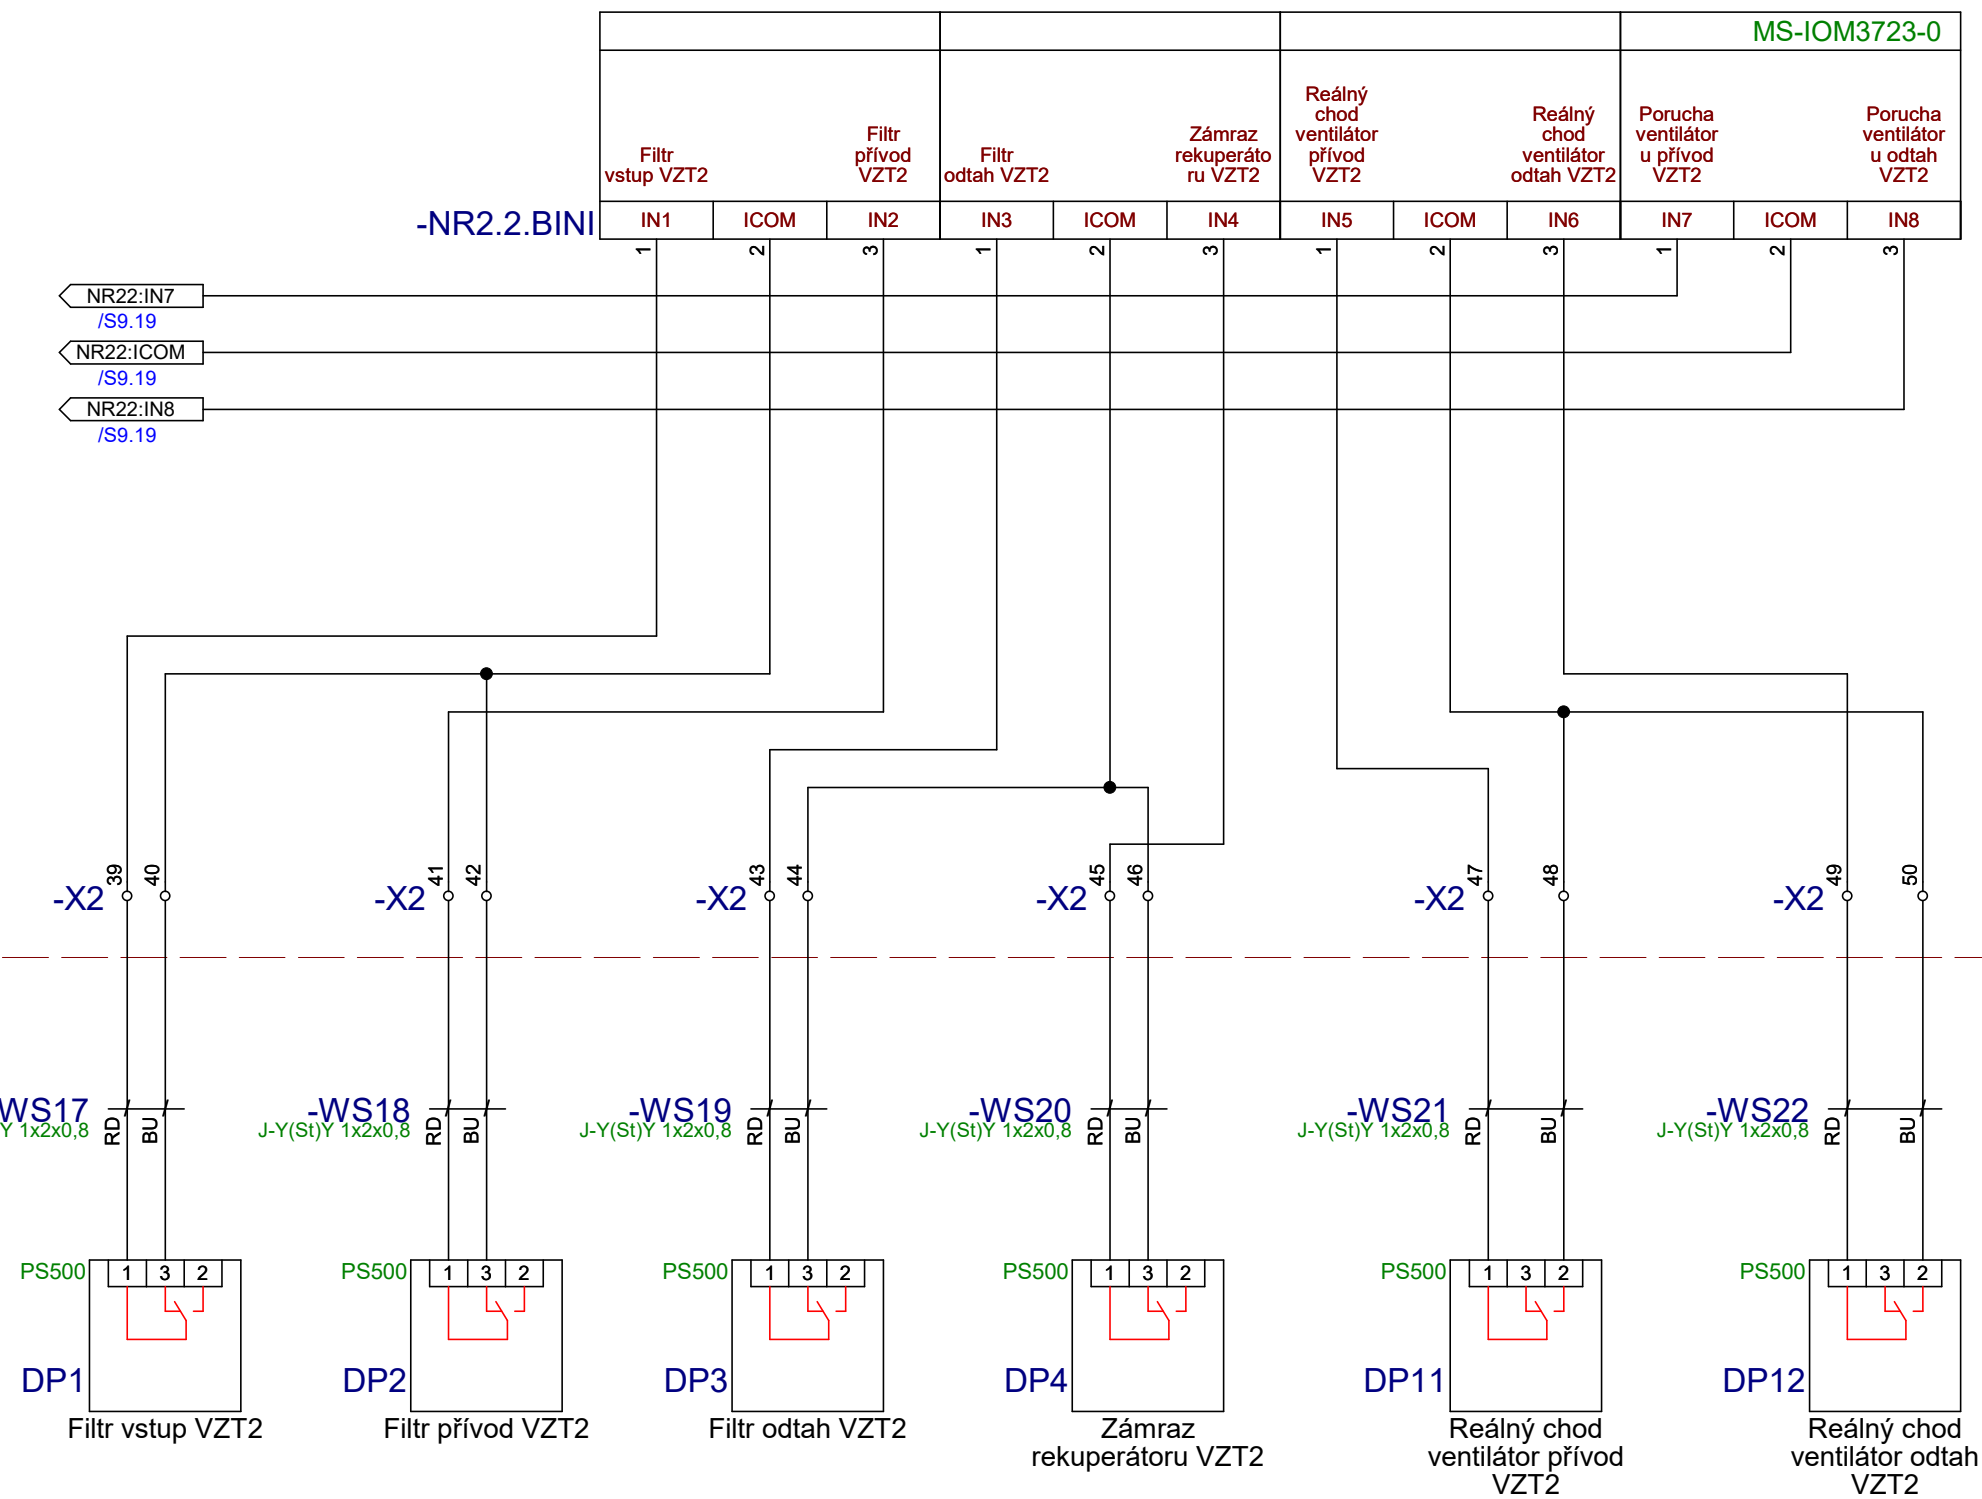 MS-IOM3723-0
Filtr
vstup VZT2
Filtr
přívod
VZT2
Filtr
odtah VZT2
Zámraz
rekuperáto
ru VZT2
Reálný
chod
ventilátor
přívod
VZT2
Reálný
chod
ventilátor
odtah VZT2
Porucha
ventilátor
u přívod
VZT2
Porucha
ventilátor
u odtah
VZT2
-NR2.2.BINI
IN1 ICOM IN2 IN3 ICOM IN4 IN5 ICOM IN6 IN7 ICOM IN8
1 2 3 1 2 3 1 2 3 1 2 3
NR22:IN7
/S9.19
NR22:ICOM
/S9.19
NR22:IN8
/S9.19
39 40 41 42 43 44 45 46 47 48 49 50
-X2 -X2 -X2 -X2 -X2 -X2
WS17 -WS18 -WS19 -WS20 -WS21 -WS22
Y 1x2x0,8 J-Y(St)Y 1x2x0,8 J-Y(St)Y 1x2x0,8 J-Y(St)Y 1x2x0,8 J-Y(St)Y 1x2x0,8 J-Y(St)Y 1x2x0,8
RD BU RD BU RD BU RD BU RD BU RD BU
PS500 1 3 2 PS500 1 3 2 PS500 1 3 2 PS500 1 3 2 PS500 1 3 2 PS500 1 3 2
DP1 DP2 DP3 DP4 DP11 DP12
Filtr vstup VZT2
Filtr přívod VZT2
Filtr odtah VZT2
Zámraz
rekuperátoru VZT2
Reálný chod
ventilátor přívod
VZT2
Reálný chod
ventilátor odtah
VZT2